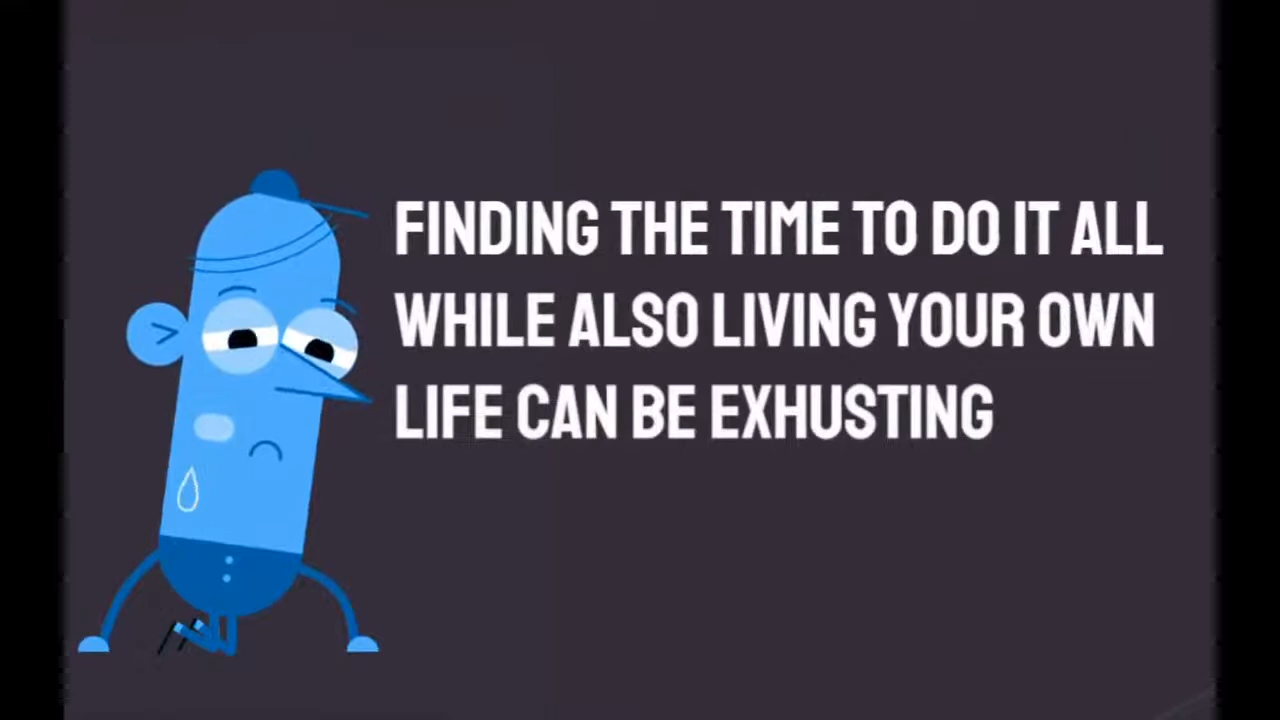 FINDING THE TIME TO DO IT ALL
WHILE ALSO LIVING YOUR OWN
LIFE CAN BE EXHUSTING